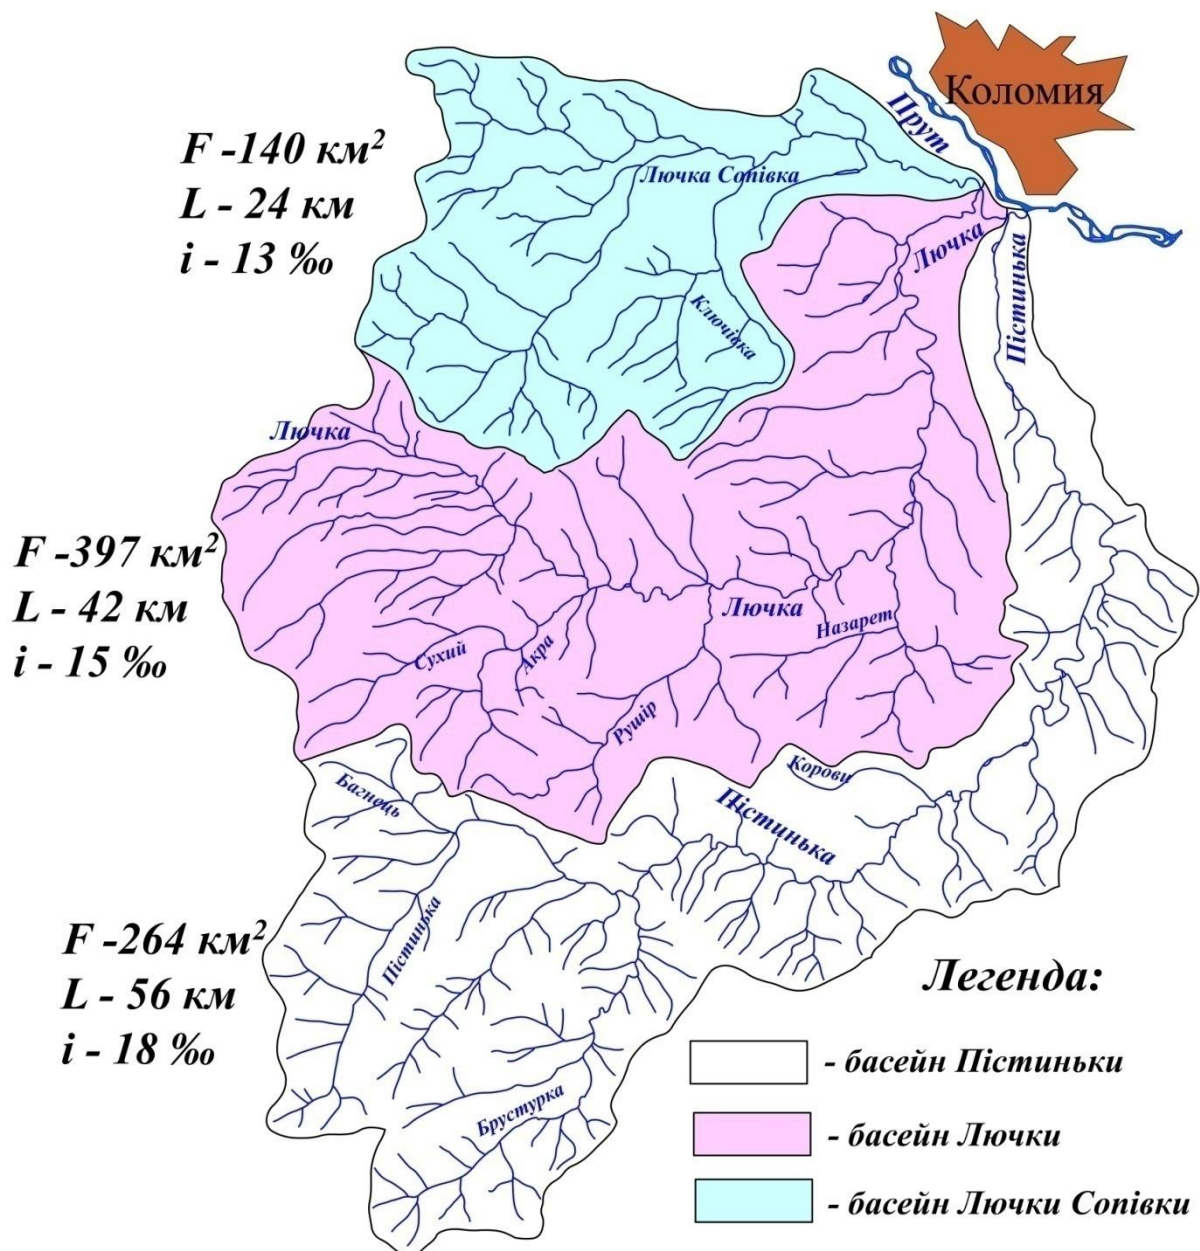 Коломия
Прут
F -140 км²
L - 24 км
i - 13 ‰
Лючка Сопівка
Лючка
Пістинька
Ключівка
Лючка
F -397 км²
L - 42 км
i - 15 ‰
Лючка
Назарет
Сухий
Акра
Рушір
Корови
Багнець
Пістинька
Пістинька
F -264 км²
L - 56 км
i - 18 ‰
Брустурка
Легенда:
- басейн Пістиньки
- басейн Лючки
- басейн Лючки Сопівки